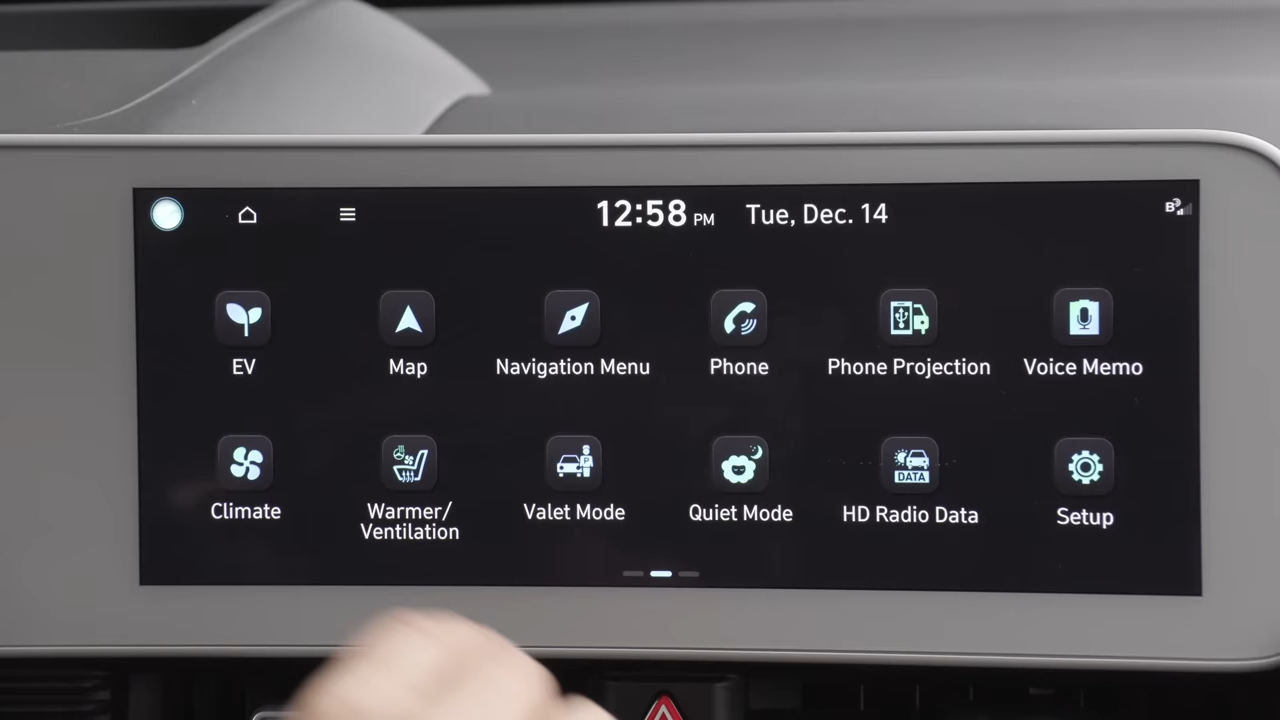 12:58 PM Tue, Dec. 14
B
EV Map Navigation Menu Phone Phone Projection Voice Memo
P
DATA
Climate Warmer/ Valet Mode Quiet Mode HD Radio Data Setup
Ventilation